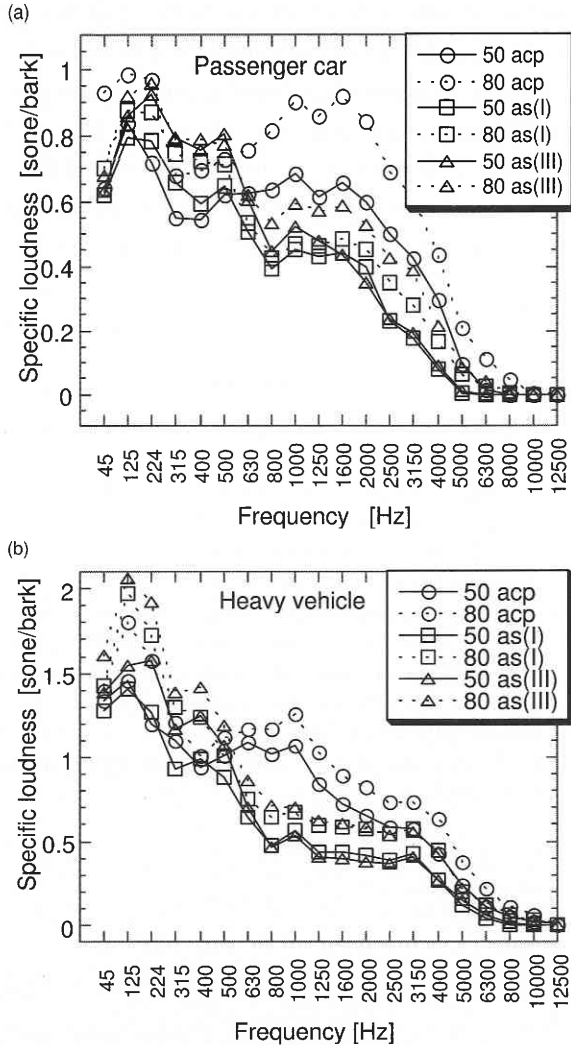 (a)
Passenger car
50 acp
80 acp
50 as(I)
80 as(I)
50 as(III)
80 as(III)
Specific loudness [sone/bark]
1
0.8
0.6
0.4
0.2
0
45
125
224
315
400
500
630
800
1000
1250
1600
2000
2500
3150
4000
5000
6300
8000
10000
12500
Frequency [Hz]
(b)
Heavy vehicle
50 acp
80 acp
50 as(I)
80 as(I)
50 as(III)
80 as(III)
Specific loudness [sone/bark]
2
1.5
1
0.5
0
45
125
224
315
400
500
630
800
1000
1250
1600
2000
2500
3150
4000
5000
6300
8000
10000
12500
Frequency [Hz]